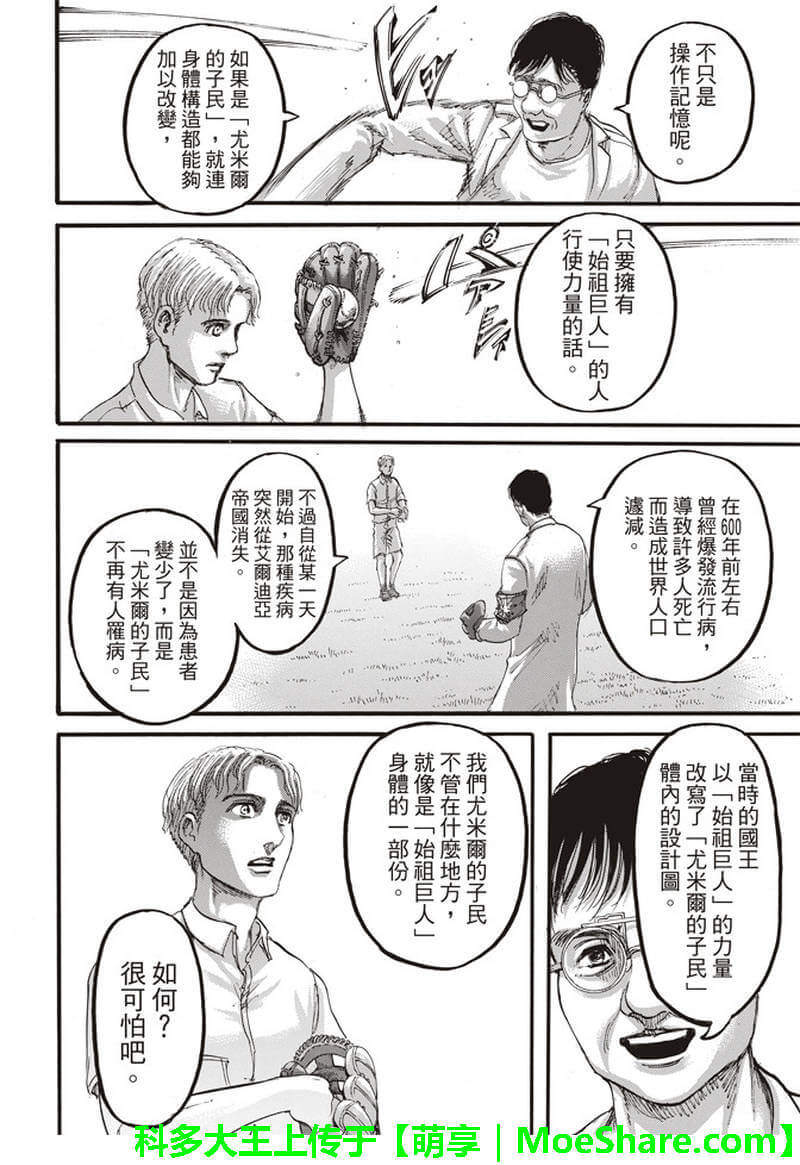 不只是
操作記憶呢。
如果是「尤米爾
的子民」，就連
身體構造都能夠
加以改變，
只要擁有
「始祖巨人」的人
行使力量的話。
在600年前左右
曾經爆發流行病，
導致許多人死亡
而造成世界人口
遽減。
不過自從某一天
開始，那種疾病
突然從艾爾迪亞
帝國消失。
並不是因為患者
變少了，而是
「尤米爾的子民」
不再有人罹病。
當時的國王
以「始祖巨人」的力量
改寫了「尤米爾的子民」
體內的設計圖。
我們尤米爾的子民
不管在什麼地方，
就像是「始祖巨人」
身體的一部份。
如何？
很可怕吧。
科多大王上传于【萌享】MoeShare.com】